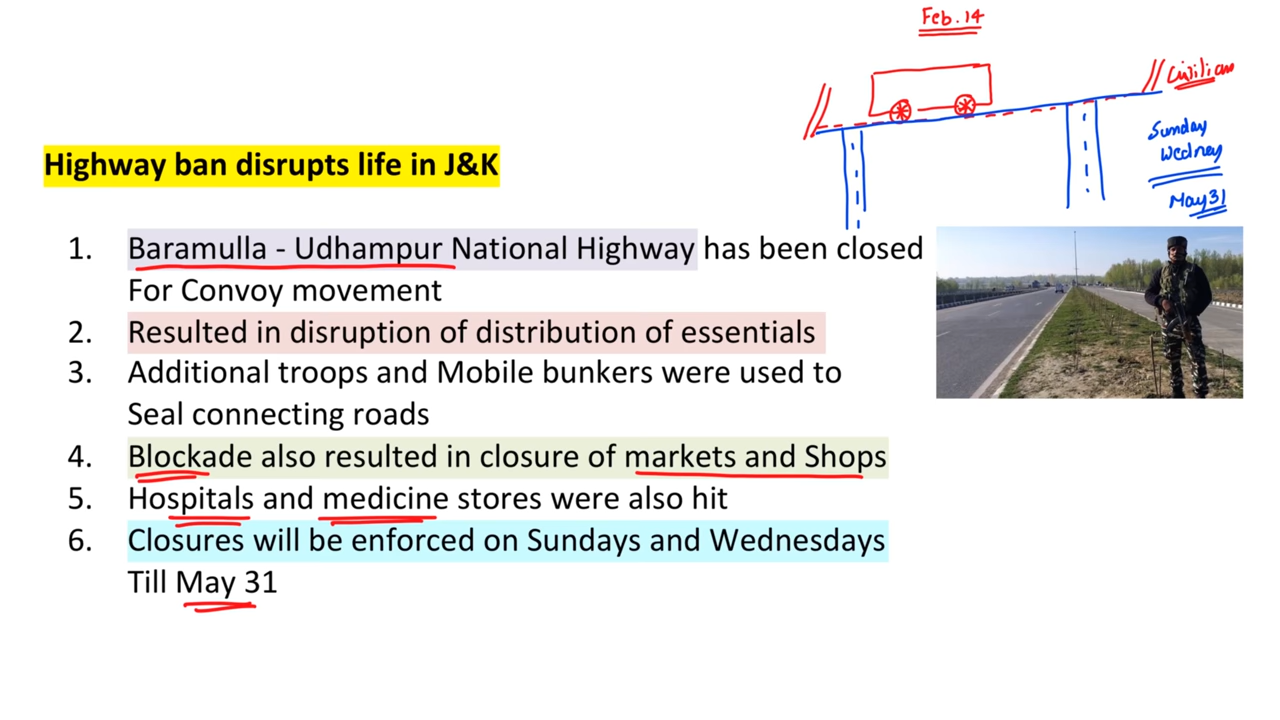 Feb. 14
Civilian
Sunday
Wedney
May 31
Highway ban disrupts life in J&K
1. Baramulla - Udhampur National Highway has been closed
For Convoy movement
2. Resulted in disruption of distribution of essentials
3. Additional troops and Mobile bunkers were used to
Seal connecting roads
4. Blockade also resulted in closure of markets and Shops
5. Hospitals and medicine stores were also hit
6. Closures will be enforced on Sundays and Wednesdays
Till May 31